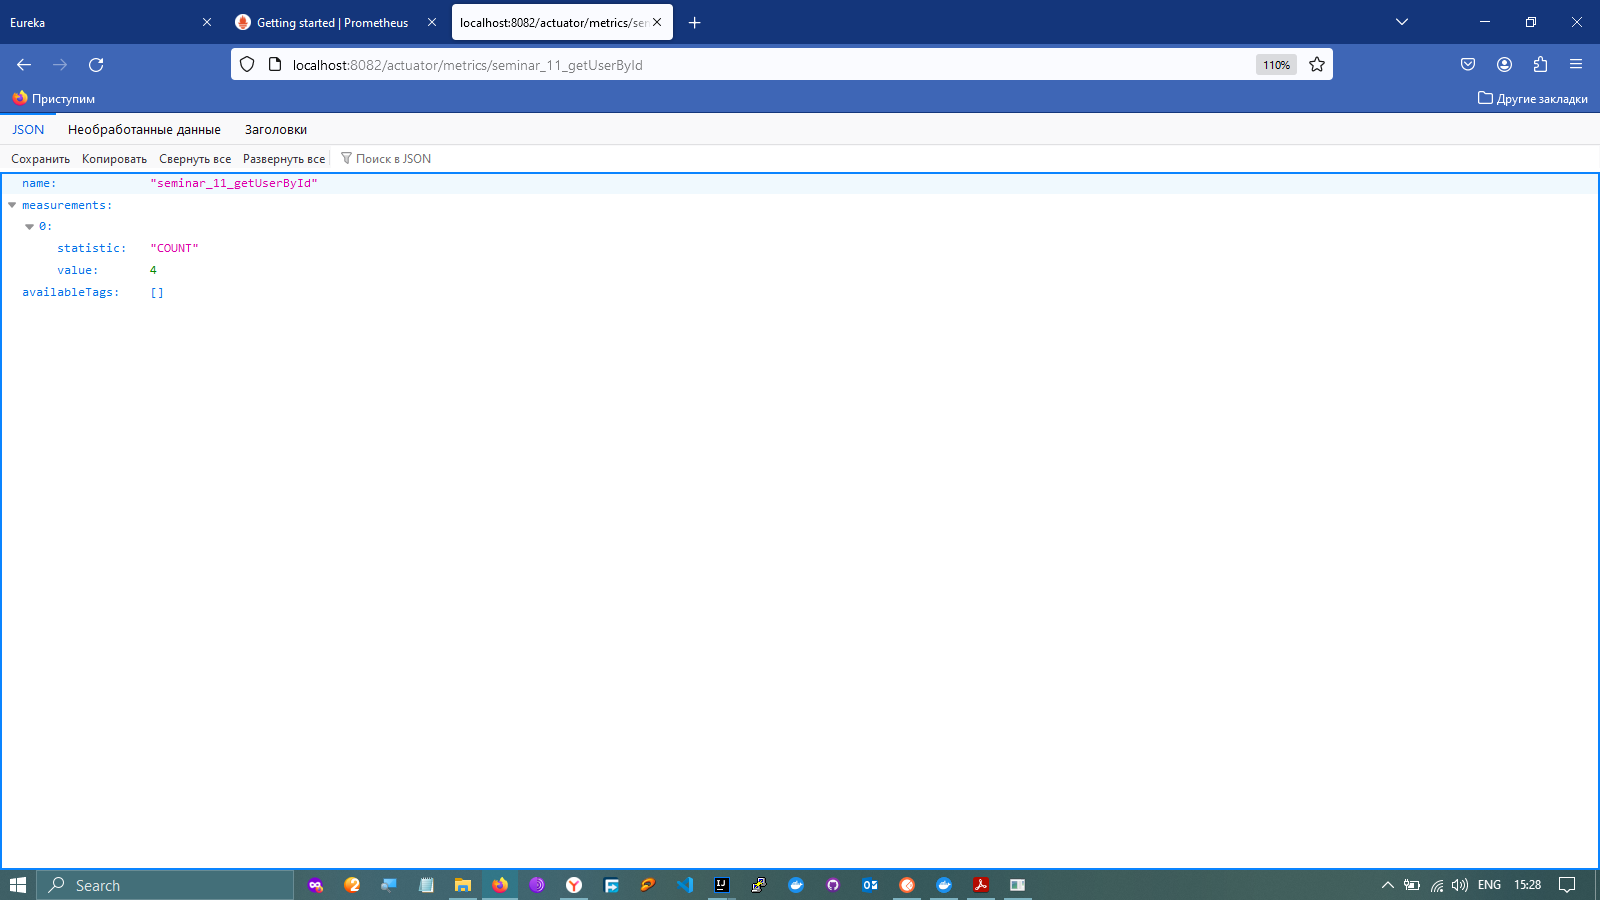 Eureka
Getting started | Prometheus
localhost:8082/actuator/metrics/sem
localhost:8082/actuator/metrics/seminar_11_getUserById
110%
Приступим
Другие закладки
JSON Необработанные данные Заголовки
Сохранить Копировать Свернуть все Развернуть все Поиск в JSON
name: "seminar_11_getUserById"
measurements:
0:
statistic: "COUNT"
value: 4
availableTags: []
Search
ENG 15:28